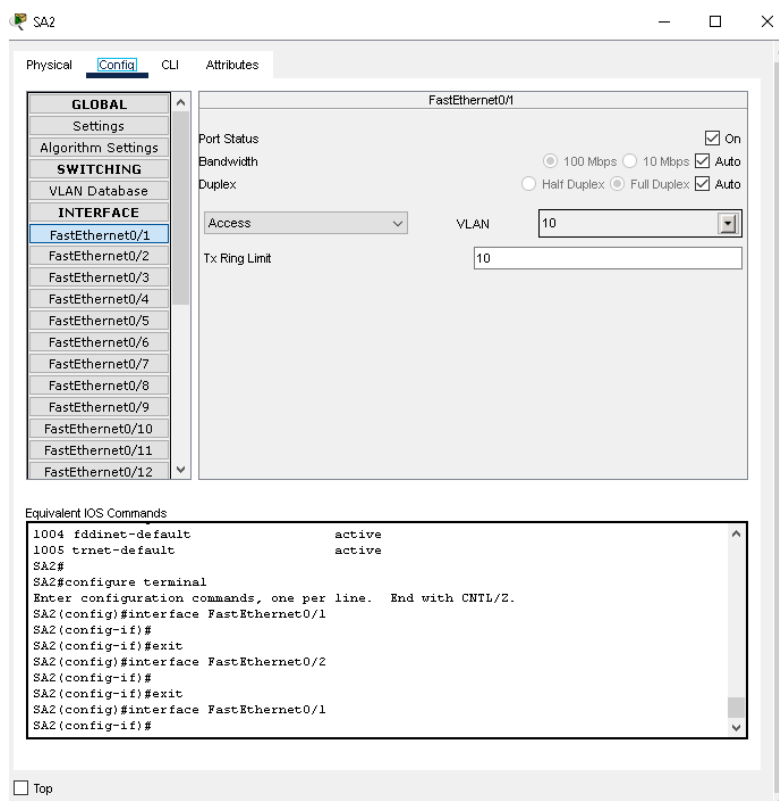 SA2
Physical Config CLI Attributes
GLOBAL
Settings
Algorithm Settings
SWITCHING
VLAN Database
INTERFACE
FastEthernet0/1
FastEthernet0/2
FastEthernet0/3
FastEthernet0/4
FastEthernet0/5
FastEthernet0/6
FastEthernet0/7
FastEthernet0/8
FastEthernet0/9
FastEthernet0/10
FastEthernet0/11
FastEthernet0/12
FastEthernet0/1
Port Status On
Bandwidth 100 Mbps 10 Mbps Auto
Duplex Half Duplex Full Duplex Auto
Access VLAN 10
Tx Ring Limit 10
Equivalent IOS Commands
1004 fddinet-default active
1005 trnet-default active
SA2#
SA2#configure terminal
Enter configuration commands, one per line. End with CNTL/Z.
SA2(config)#interface FastEthernet0/1
SA2(config-if)#
SA2(config-if)#exit
SA2(config)#interface FastEthernet0/2
SA2(config-if)#
SA2(config-if)#exit
SA2(config)#interface FastEthernet0/1
SA2(config-if)#
Top